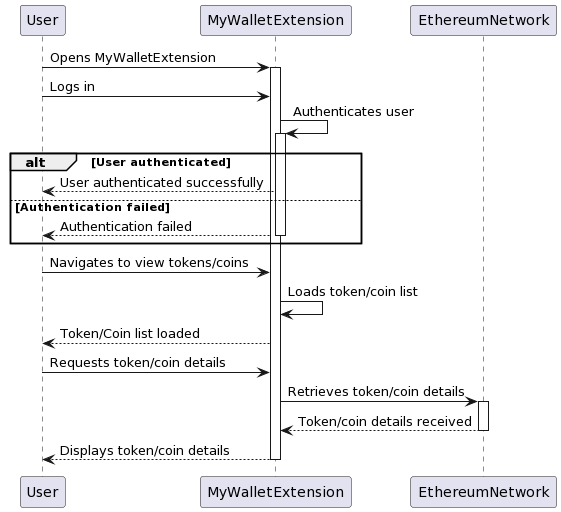 User MyWalletExtension EthereumNetwork
Opens MyWalletExtension
Logs in
Authenticates user
alt [User authenticated]
User authenticated successfully
[Authentication failed]
Authentication failed
Navigates to view tokens/coins
Loads token/coin list
Token/Coin list loaded
Requests token/coin details
Retrieves token/coin details
Token/coin details received
Displays token/coin details
User MyWalletExtension EthereumNetwork